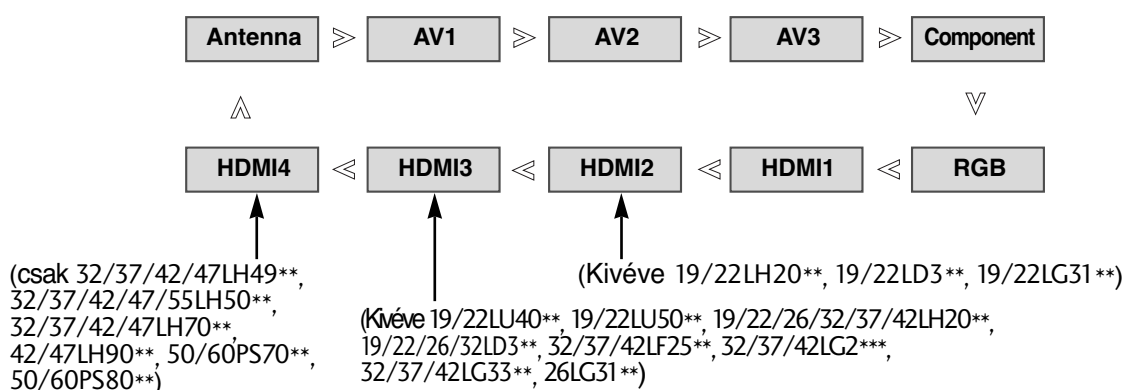 Antenna AV1 AV2 AV3 Component
HDMI4 HDMI3 HDMI2 HDMI1 RGB
(csak 32/37/42/47LH49**,
32/37/42/47/55LH50**,
32/37/42/47LH70**,
42/47LH90**, 50/60PS70**,
50/60PS80**)
(Kivéve 19/22LU40**, 19/22LU50**, 19/22/26/32/37/42LH20**,
19/22/26/32LD3**, 32/37/42LF25**, 32/37/42LG2***,
32/37/42LG33**, 26LG31**)
(Kivéve 19/22LH20**, 19/22LD3**, 19/22LG31**)